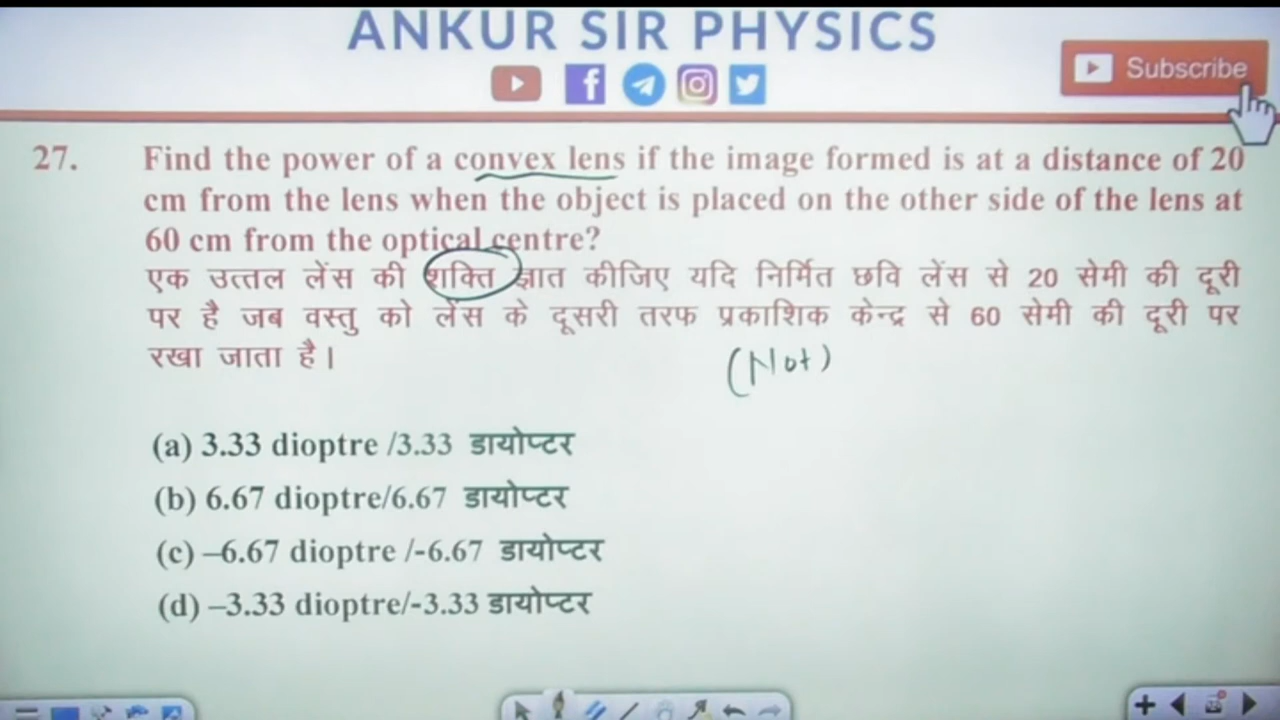 ANKUR SIR PHYSICS
Subscribe
27. Find the power of a convex lens if the image formed is at a distance of 20
cm from the lens when the object is placed on the other side of the lens at
60 cm from the optical centre?
एक उत्तल लेंस की शक्ति ज्ञात कीजिए यदि निर्मित छवि लेंस से 20 सेमी की दूरी
पर है जब वस्तु को लेंस के दूसरी तरफ प्रकाशिक केन्द्र से 60 सेमी की दूरी पर
रखा जाता है।
(Not)
(a) 3.33 dioptre /3.33 डायोप्टर
(b) 6.67 dioptre/6.67 डायोप्टर
(c) –6.67 dioptre /-6.67 डायोप्टर
(d) –3.33 dioptre/-3.33 डायोप्टर